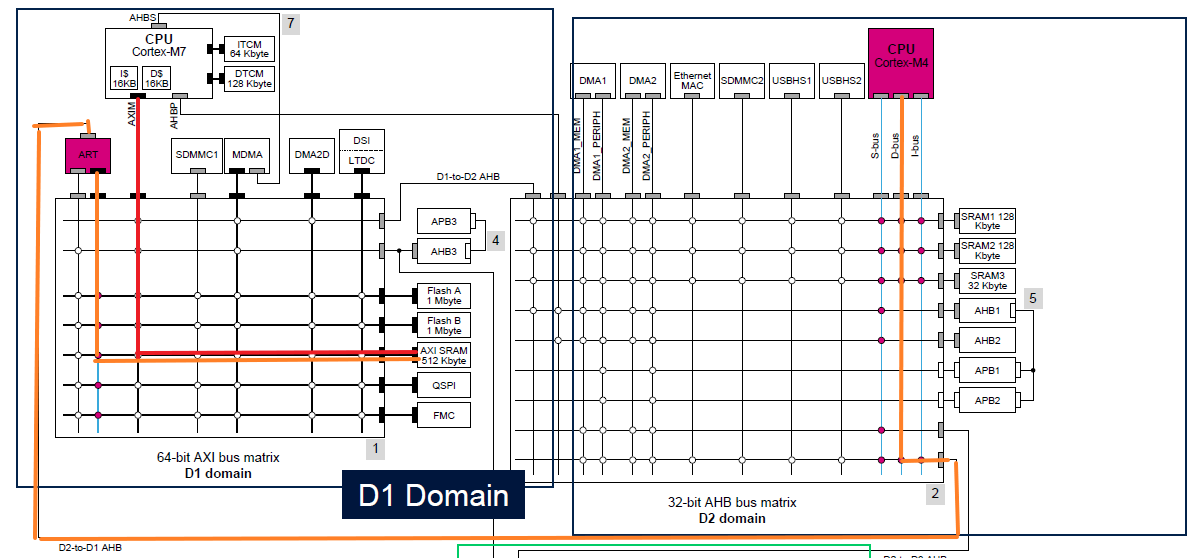 AHBS
7
CPU
Cortex-M7
I$
16KB
D$
16KB
ITCM
64 Kbyte
DTCM
128 Kbyte
AXIM
AHBP
ART
SDMMC1
MDMA
DMA2D
DSI
LTDC
D1-to-D2 AHB
APB3
AHB3
4
Flash A
1 Mbyte
Flash B
1 Mbyte
AXI SRAM
512 Kbyte
QSPI
FMC
1
64-bit AXI bus matrix
D1 domain
D1 Domain
D2-to-D1 AHB
DMA1
DMA2
Ethernet
MAC
SDMMC2
USBHS1
USBHS2
CPU
Cortex-M4
DMA1_MEM
DMA1_PERIPH
DMA2_MEM
DMA2_PERIPH
S-bus
D-bus
I-bus
SRAM1 128
Kbyte
SRAM2 128
Kbyte
SRAM3
32 Kbyte
AHB1
5
AHB2
APB1
APB2
2
32-bit AHB bus matrix
D2 domain